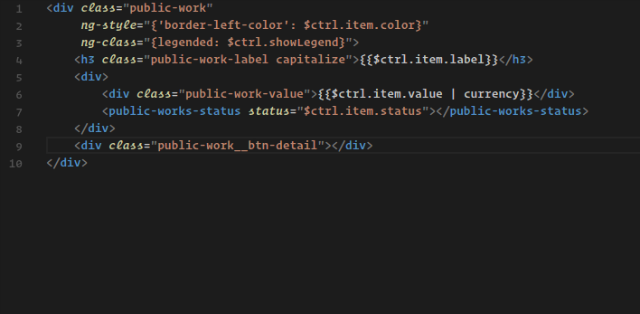 1 <div class="public-work"
2 ng-style="{'border-left-color': $ctrl.item.color}"
3 ng-class="{legended: $ctrl.showLegend}">
4 <h3 class="public-work-label capitalize">{{$ctrl.item.label}}</h3>
5 <div>
6 <div class="public-work-value">{{$ctrl.item.value | currency}}</div>
7 <public-works-status status="$ctrl.item.status"></public-works-status>
8 </div>
9 <div class="public-work__btn-detail"></div>
10 </div>